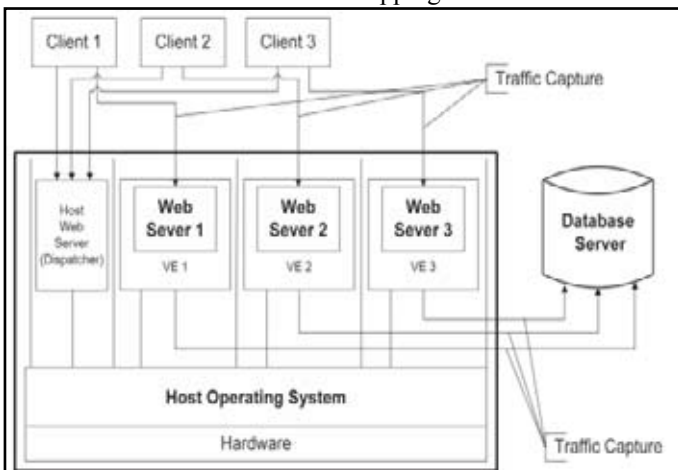 pping
Client 1
Client 2
Client 3
Traffic Capture
Host
Web
Server
(Dispatcher)
Web
Sever 1
VE 1
Web
Sever 2
VE 2
Web
Sever 3
VE 3
Database
Server
Host Operating System
Hardware
Traffic Capture